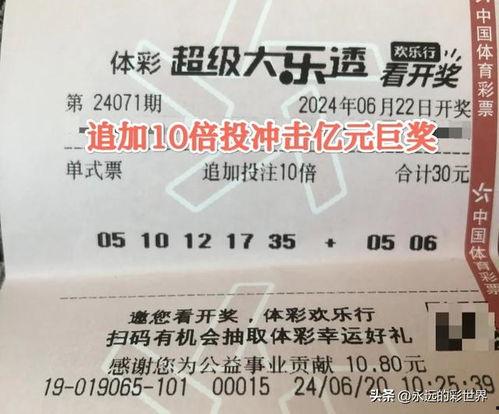 体彩 超级大乐透 欢乐行 看开奖
第 24071期 2024年06月22日开奖
追加10倍投冲击亿元巨奖
单式票 追加投注10倍 合计30元
05 10 12 17 35 + 05 06
邀您看开奖，体彩欢乐行
扫码有机会抽取体彩幸运好礼
感谢您为公益事业贡献 10.80元
19-019065-101 00015 24/06/20 10:25:39
中国体育彩票
中国体育彩票
头条 @永远的彩世界